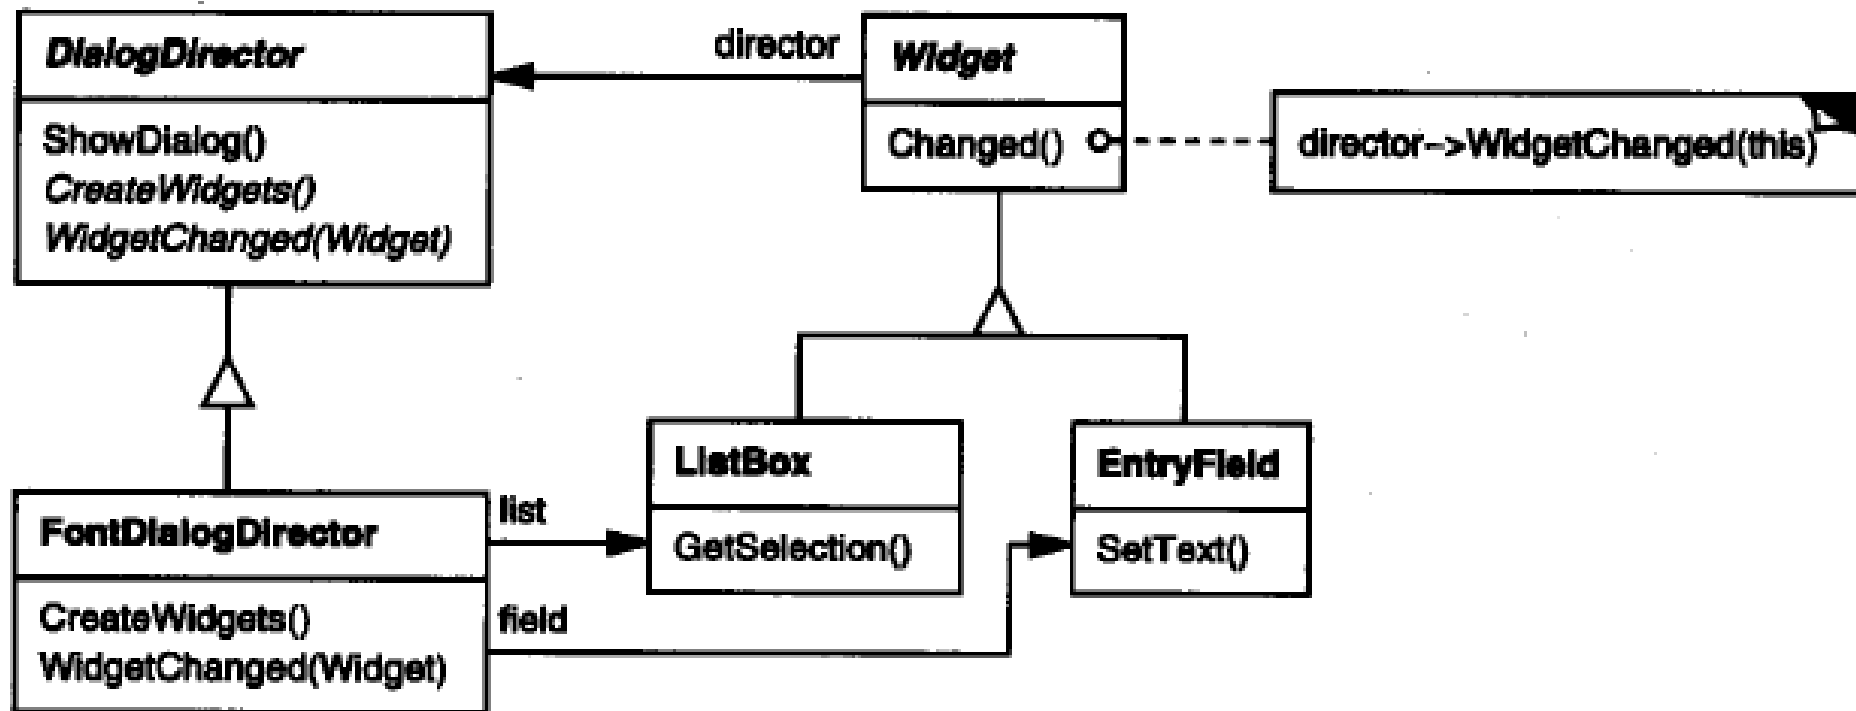 DialogDirector
ShowDialog()
CreateWidgets()
WidgetChanged(Widget)
director
Widget
Changed()
director->WidgetChanged(this)
FontDialogDirector
CreateWidgets()
WidgetChanged(Widget)
list
field
ListBox
GetSelection()
EntryField
SetText()